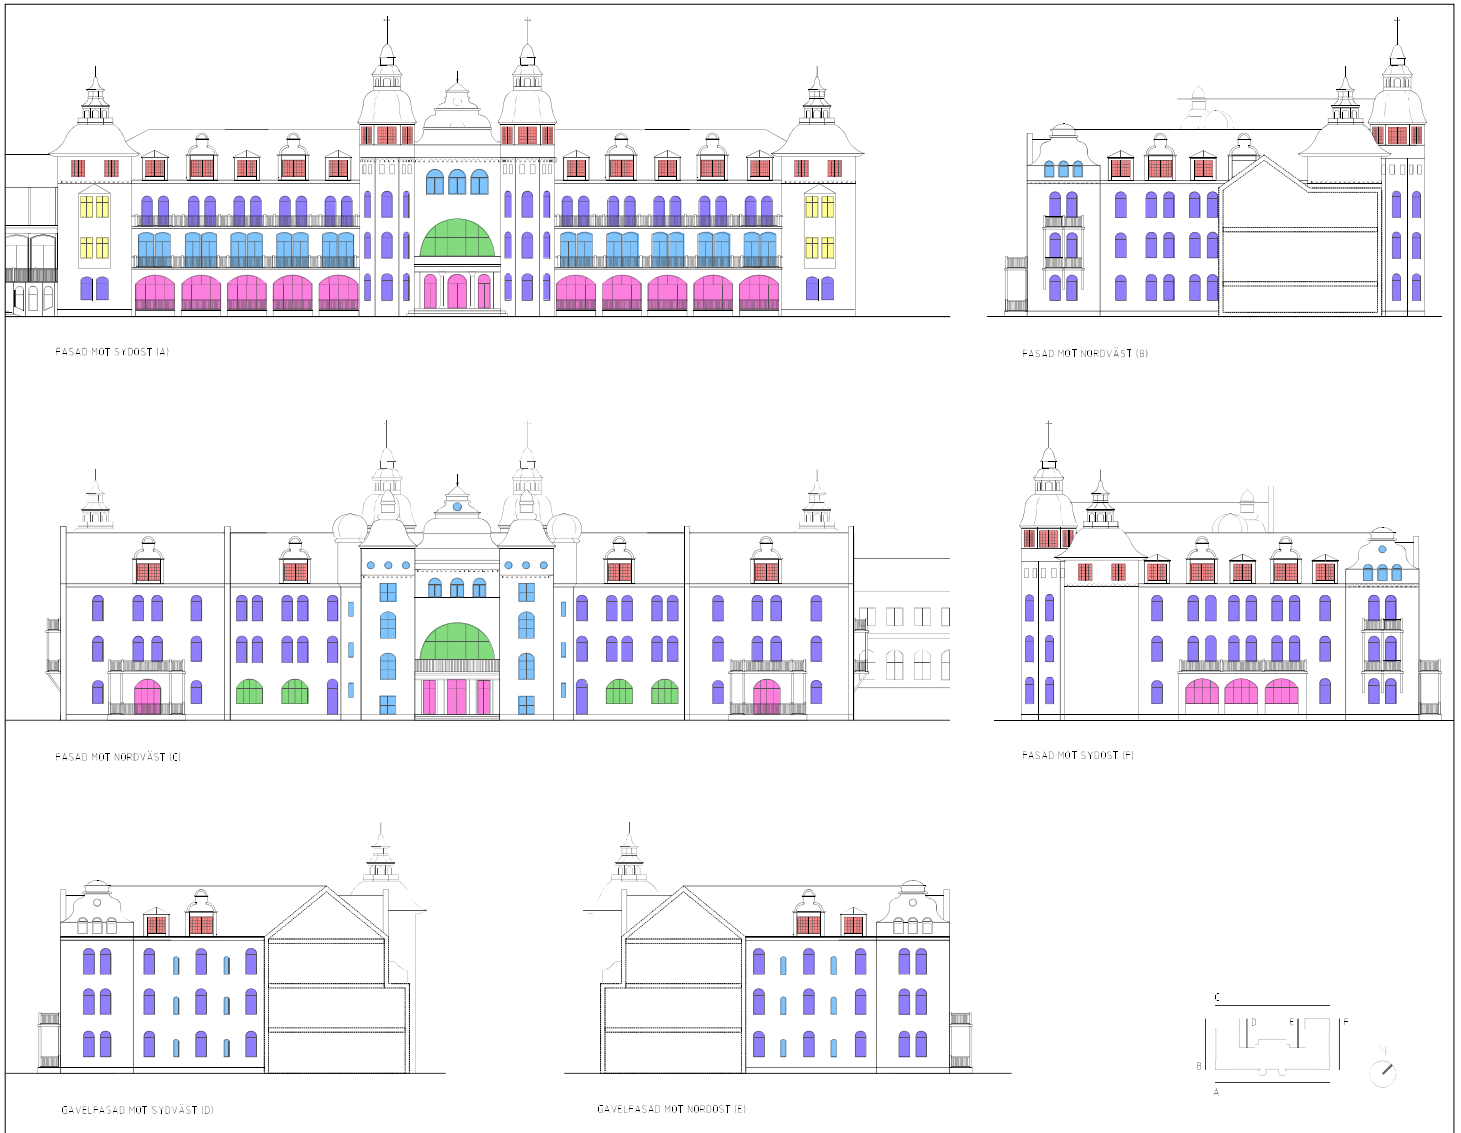 FASAD MOT SYDOST (A)
FASAD MOT NORDVÄST (B)
FASAD MOT NORDVÄST (C)
FASAD MOT SYDOST (F)
GAVELFASAD MOT SYDVÄST (D)
GAVELFASAD MOT NORDOST (E)
C
D E F
B
A